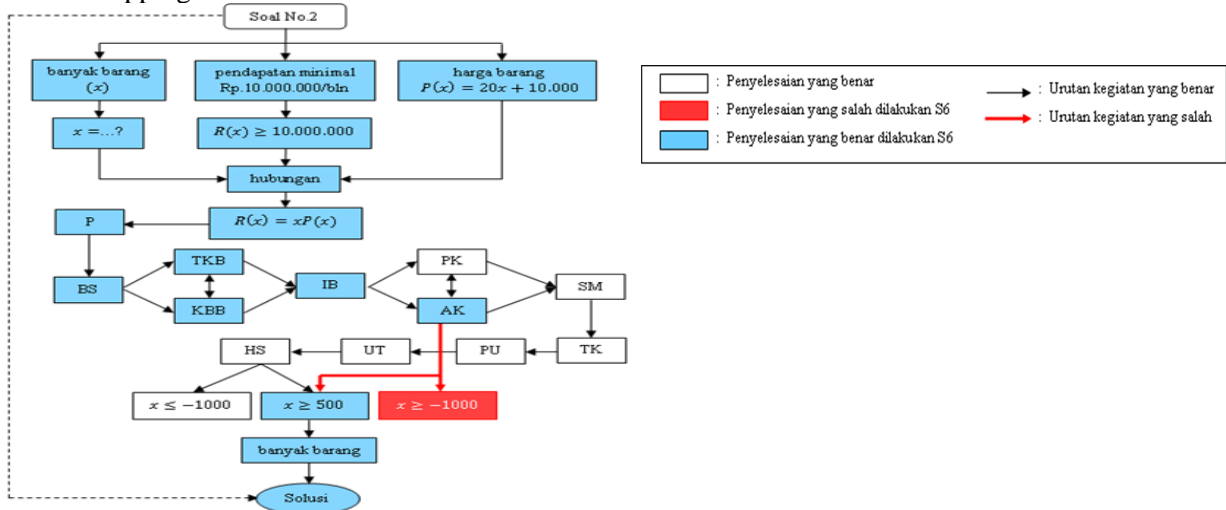 Soal No.2
banyak barang
(x)
pendapatan minimal
Rp.10.000.000/bln
harga barang
P(x) = 20x + 10.000
x =...?
R(x) ≥ 10.000.000
hubungan
P
R(x) = xP(x)
TKB
PK
BS
IB
SM
KBB
AK
HS
UT
PU
TK
x ≤ −1000
x ≥ 500
x ≥ −1000
banyak barang
Solusi
: Penyelesaian yang benar
: Urutan kegiatan yang benar
: Penyelesaian yang salah dilakukan S6
: Urutan kegiatan yang salah
: Penyelesaian yang benar dilakukan S6